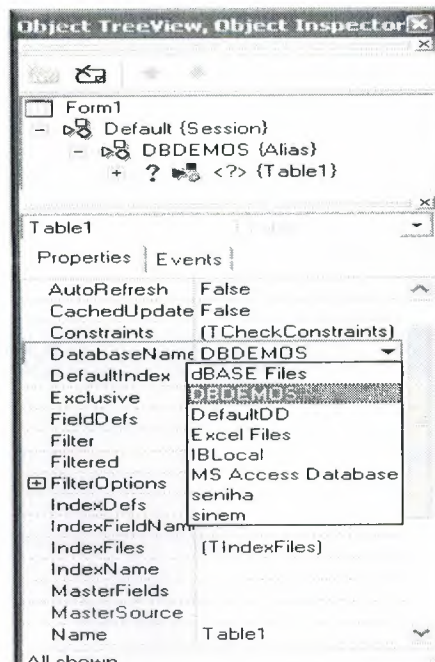 Object TreeView, Object Inspector
Form1
Default {Session}
DBDEMOS {Alias}
? <?> {Table1}
Table1
Properties Events
AutoRefresh False
CachedUpdate False
Constraints (TCheckConstraints)
DatabaseName DBDEMOS
DefaultIndex dBASE Files
Exclusive DBDEMOS
FieldDefs DefaultDD
Filter Excel Files
Filtered IBLocal
FilterOptions MS Access Database
IndexDefs seniha
IndexFieldNam sinem
IndexFiles (TIndexFiles)
IndexName
MasterFields
MasterSource
Name Table1
All shown